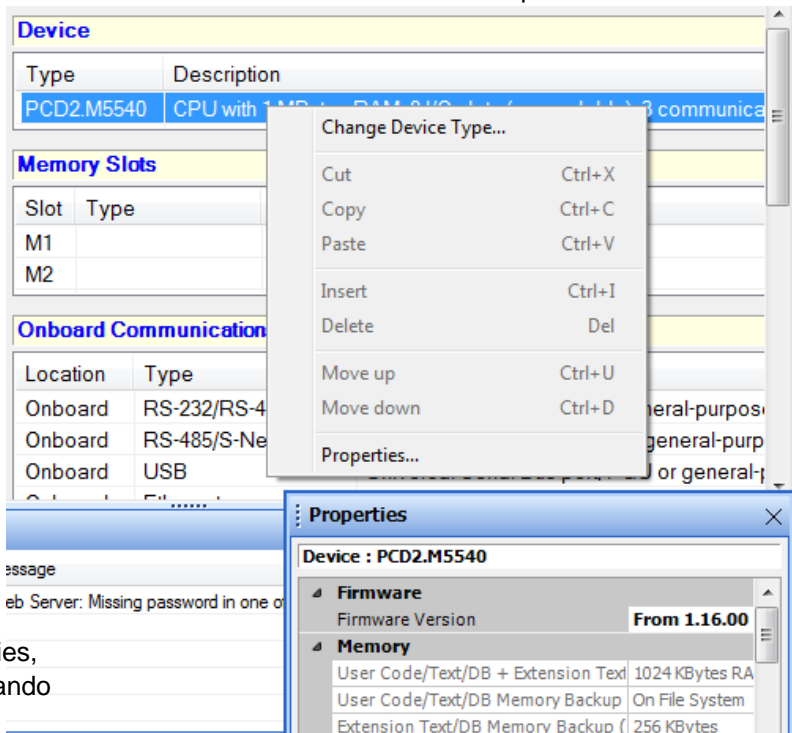 Device
Type Description
PCD2.M5540 CPU with 1 communica
Memory Slots
Slot Type
M1
M2
Onboard Communication
Location Type
Onboard RS-232/RS-4 general-purpos
Onboard RS-485/S-Ne general-purp
Onboard USB or general-p
Change Device Type...
Cut Ctrl+X
Copy Ctrl+C
Paste Ctrl+V
Insert Ctrl+I
Delete Del
Move up Ctrl+U
Move down Ctrl+D
Properties...
essage
eb Server: Missing password in one o
ies,
ando
Properties
Device : PCD2.M5540
Firmware
Firmware Version From 1.16.00
Memory
User Code/Text/DB + Extension Text 1024 KBytes RA
User Code/Text/DB Memory Backup On File System
Extension Text/DB Memory Backup ( 256 KBytes